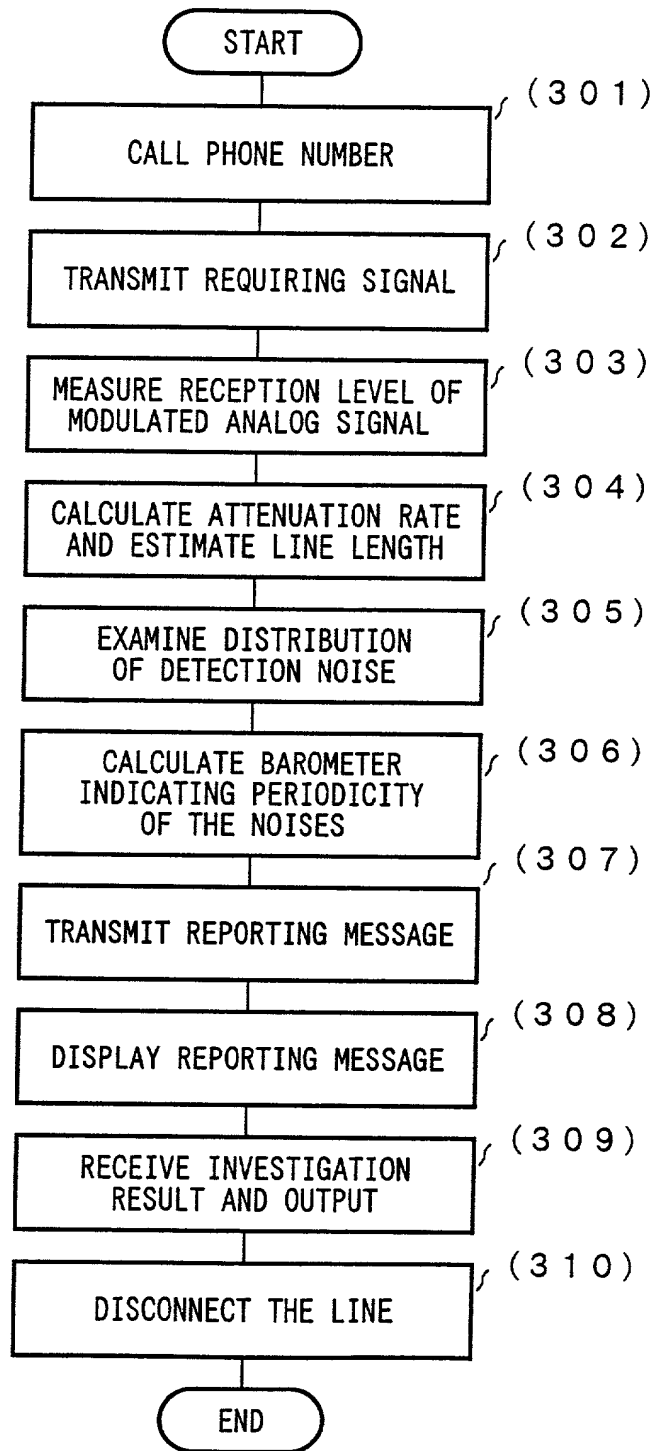 START
(301)
CALL PHONE NUMBER
(302)
TRANSMIT REQUIRING SIGNAL
(303)
MEASURE RECEPTION LEVEL OF
MODULATED ANALOG SIGNAL
(304)
CALCULATE ATTENUATION RATE
AND ESTIMATE LINE LENGTH
(305)
EXAMINE DISTRIBUTION
OF DETECTION NOISE
(306)
CALCULATE BAROMETER
INDICATING PERIODICITY
OF THE NOISES
(307)
TRANSMIT REPORTING MESSAGE
(308)
DISPLAY REPORTING MESSAGE
(309)
RECEIVE INVESTIGATION
RESULT AND OUTPUT
(310)
DISCONNECT THE LINE
END